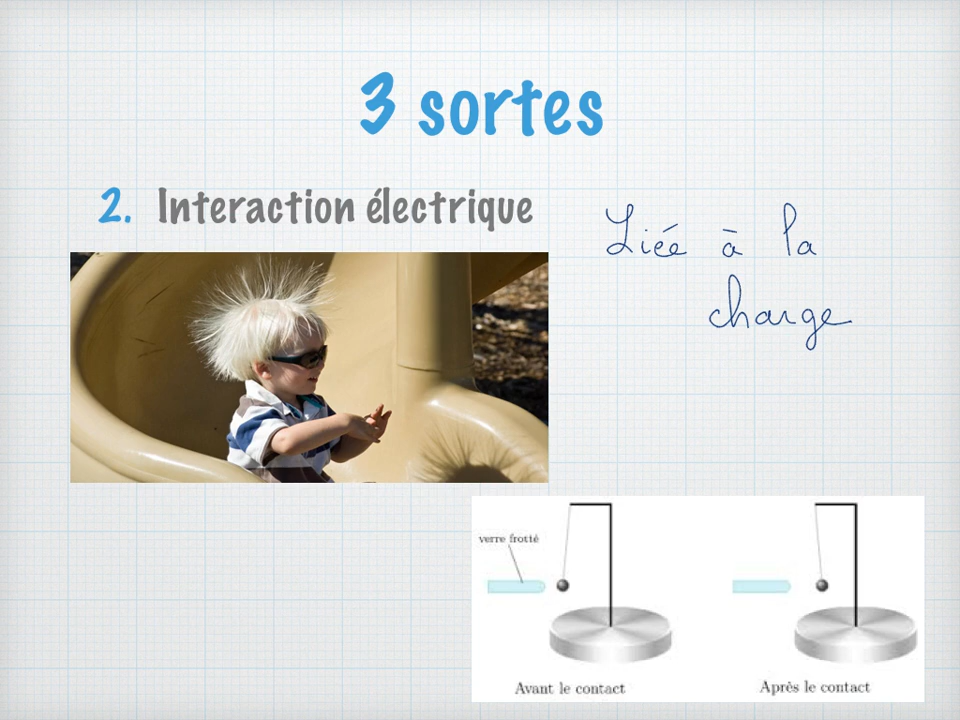 3 sortes
2. Interaction électrique
Liée à la
charge
verre frotté
Avant le contact
Après le contact